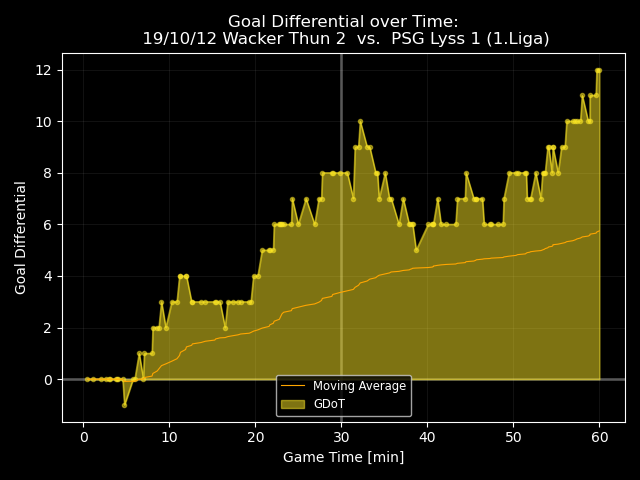 Goal Differential over Time:
19/10/12 Wacker Thun 2  vs.  PSG Lyss 1 (1.Liga)
Goal Differential
12
10
8
6
4
2
0
Moving Average
GDoT
0 10 20 30 40 50 60
Game Time [min]